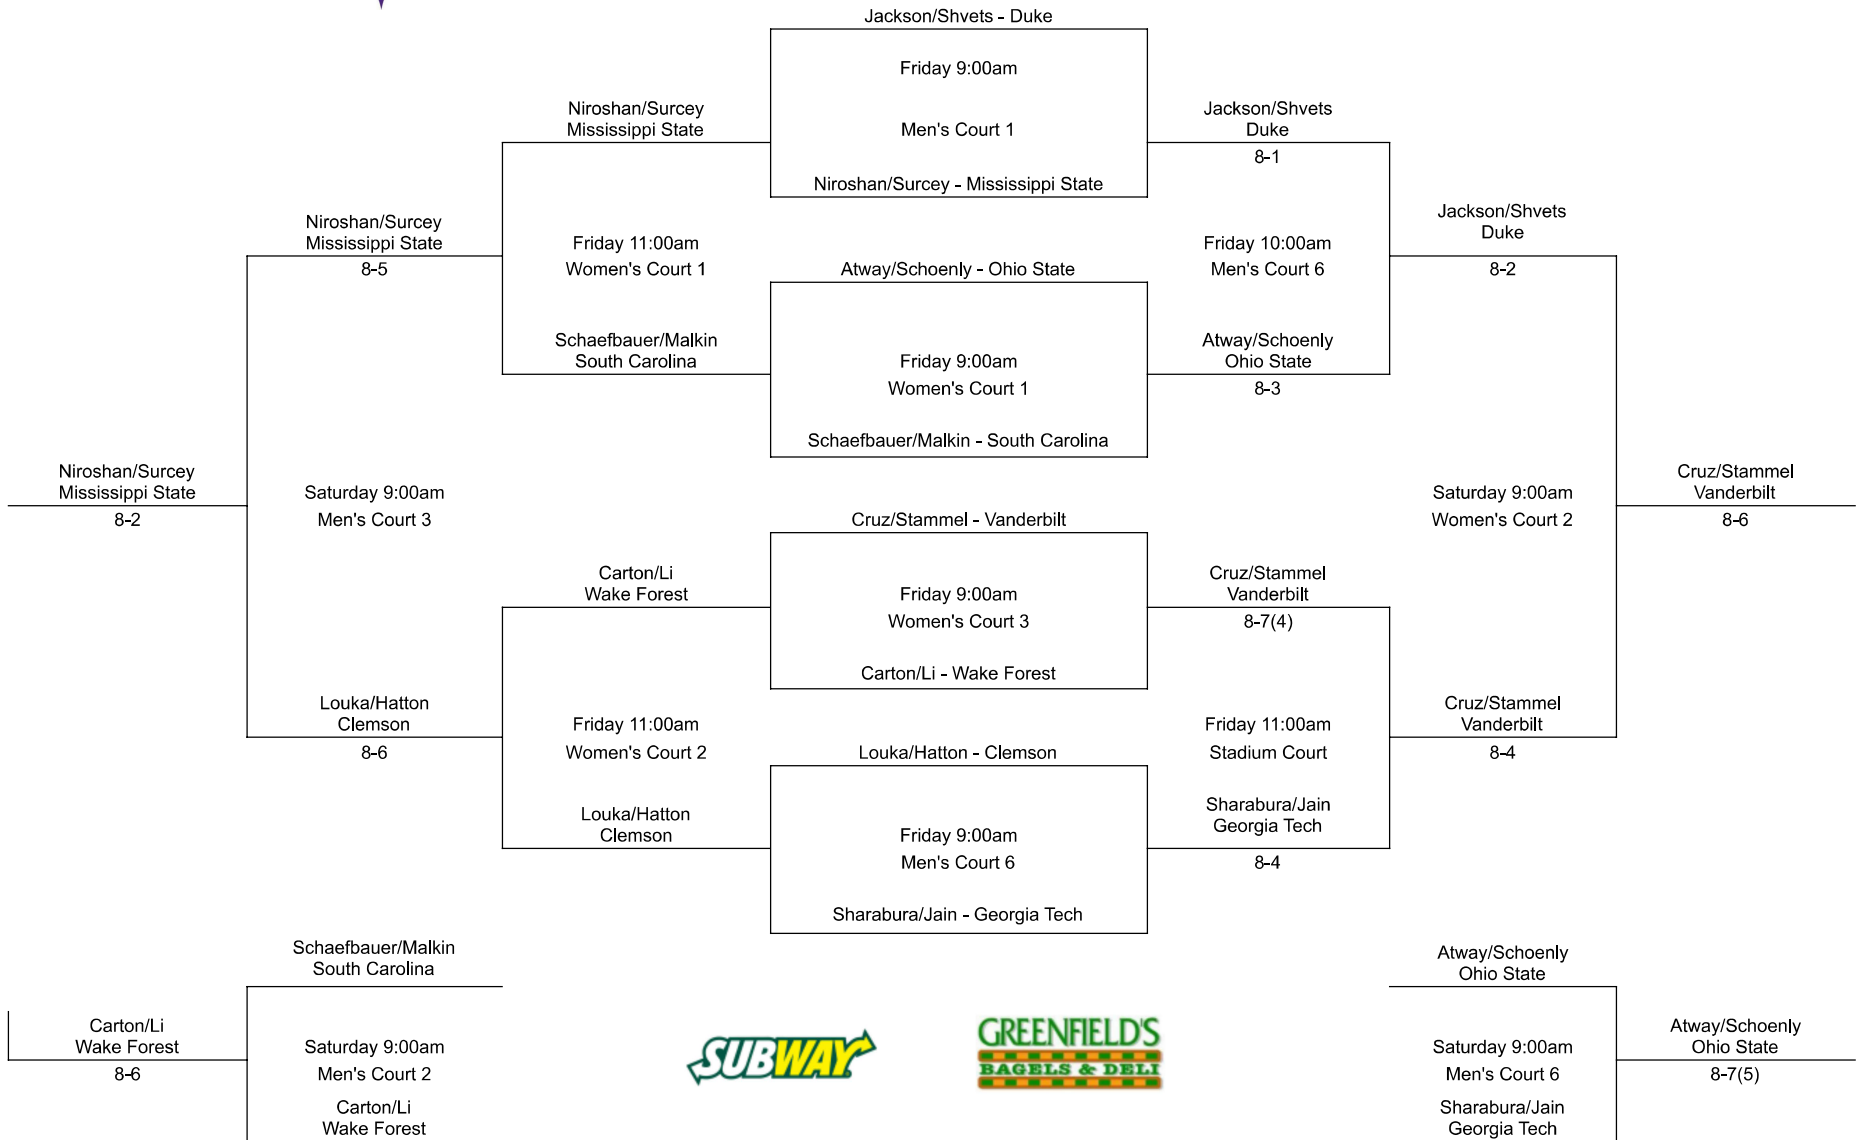 Jackson/Shvets - Duke
Friday 9:00am
Niroshan/Surcey
Mississippi State
Men's Court 1
Jackson/Shvets
Duke
8-1
Niroshan/Surcey - Mississippi State
Niroshan/Surcey
Mississippi State
8-5
Friday 11:00am
Women's Court 1
Atway/Schoenly - Ohio State
Friday 10:00am
Men's Court 6
Jackson/Shvets
Duke
8-2
Schaefbauer/Malkin
South Carolina
Friday 9:00am
Women's Court 1
Atway/Schoenly
Ohio State
8-3
Schaefbauer/Malkin - South Carolina
Niroshan/Surcey
Mississippi State
8-2
Saturday 9:00am
Men's Court 3
Cruz/Stammel - Vanderbilt
Saturday 9:00am
Women's Court 2
Cruz/Stammel
Vanderbilt
8-6
Carton/Li
Wake Forest
Friday 9:00am
Women's Court 3
Cruz/Stammel
Vanderbilt
8-7(4)
Carton/Li - Wake Forest
Louka/Hatton
Clemson
8-6
Friday 11:00am
Women's Court 2
Louka/Hatton - Clemson
Friday 11:00am
Stadium Court
Cruz/Stammel
Vanderbilt
8-4
Louka/Hatton
Clemson
Friday 9:00am
Men's Court 6
Sharabura/Jain
Georgia Tech
8-4
Sharabura/Jain - Georgia Tech
Schaefbauer/Malkin
South Carolina
Atway/Schoenly
Ohio State
Carton/Li
Wake Forest
8-6
Saturday 9:00am
Men's Court 2
Carton/Li
Wake Forest
SUBWAY
GREENFIELD'S
BAGELS & DELI
Saturday 9:00am
Men's Court 6
Sharabura/Jain
Georgia Tech
Atway/Schoenly
Ohio State
8-7(5)